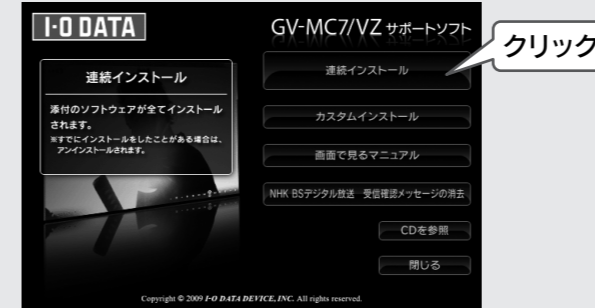 I-O DATA
GV-MC7/VZ サポートソフト
クリック
連続インストール
添付のソフトウェアが全てインストール
されます。
※すでにインストールをしたことがある場合は、
アンインストールされます。
連続インストール
カスタムインストール
画面で見るマニュアル
NHK BSデジタル放送 受信確認メッセージの消去
CDを参照
閉じる
Copyright © 2009 I-O DATA DEVICE, INC. All rights reserved.